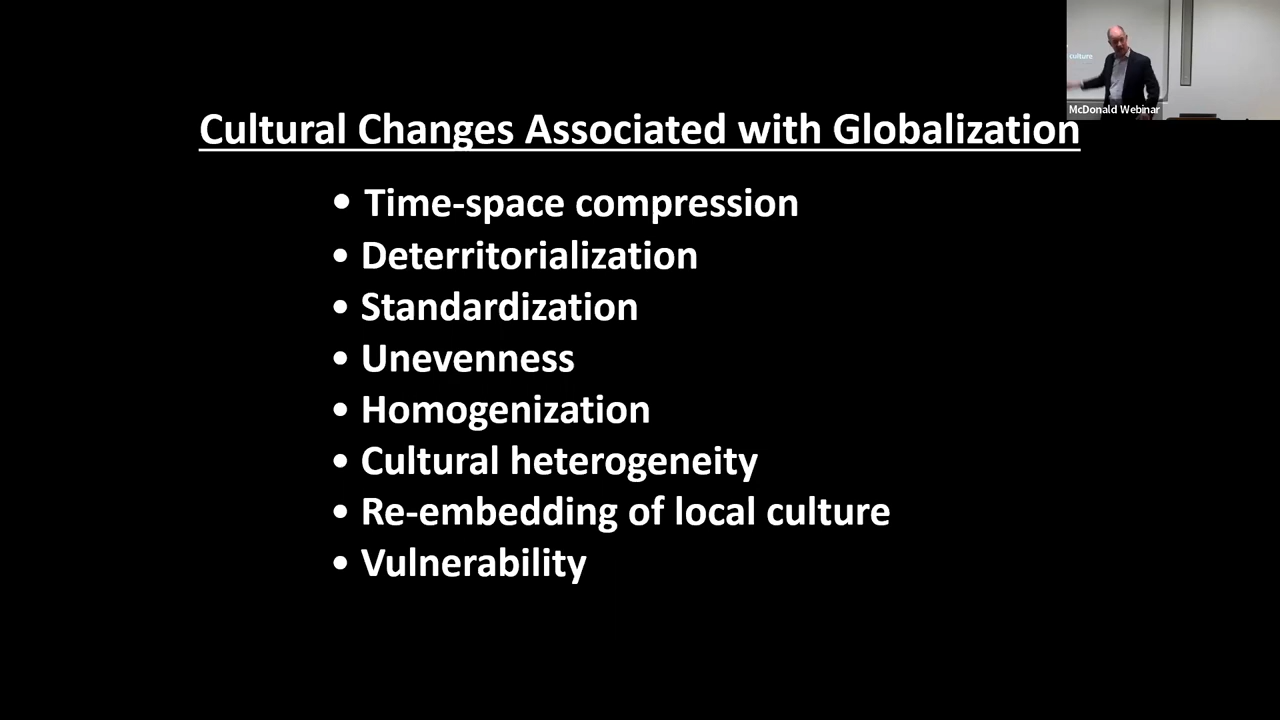 culture
McDonald Webinar
Cultural Changes Associated with Globalization
• Time-space compression
• Deterritorialization
• Standardization
• Unevenness
• Homogenization
• Cultural heterogeneity
• Re-embedding of local culture
• Vulnerability